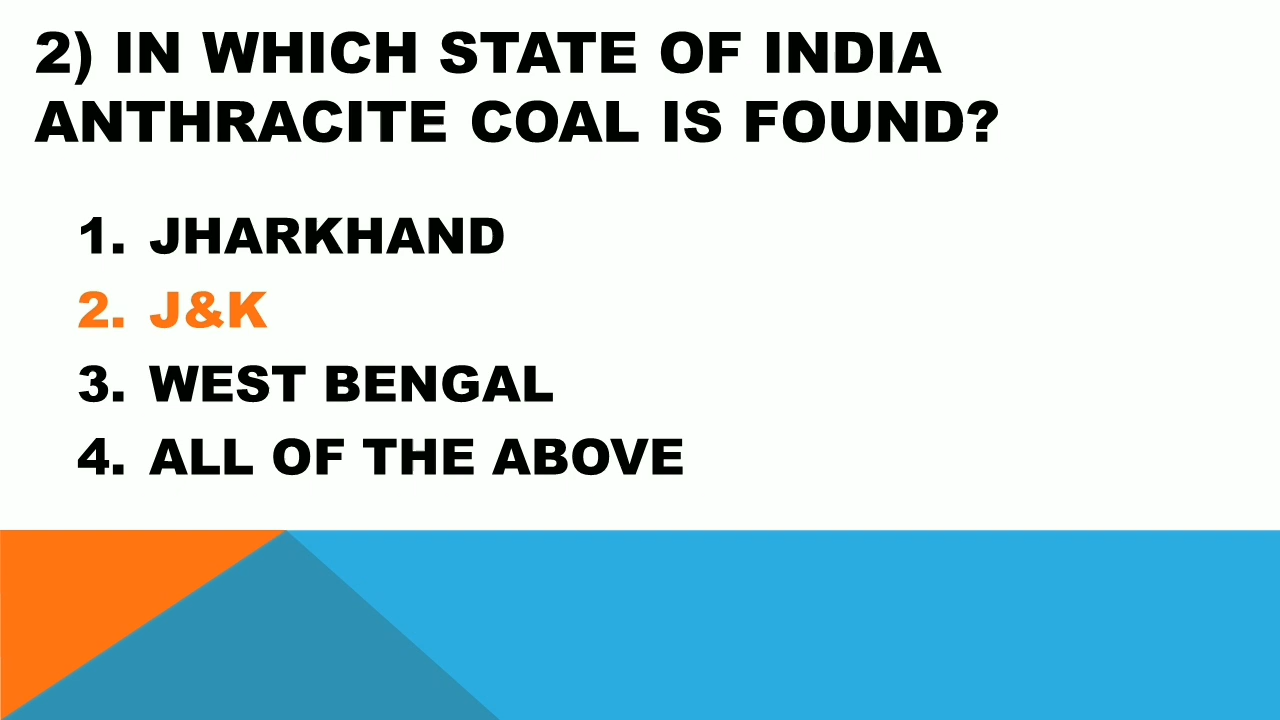 2) IN WHICH STATE OF INDIA
ANTHRACITE COAL IS FOUND?
1. JHARKHAND
2. J&K
3. WEST BENGAL
4. ALL OF THE ABOVE